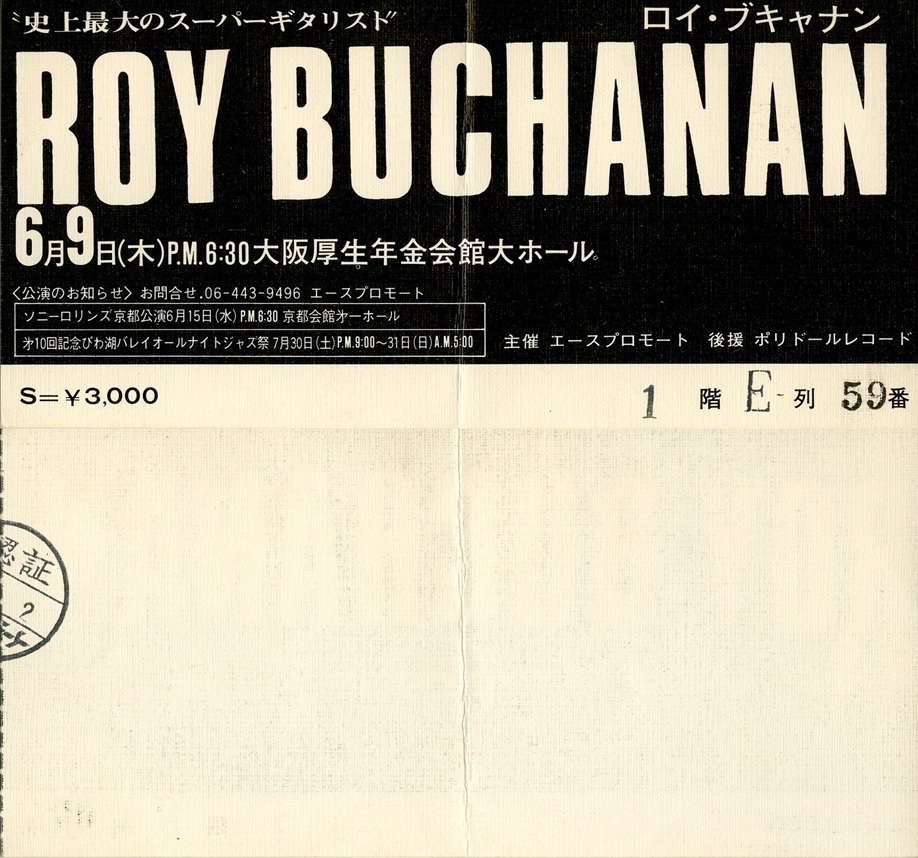 〝史上最大のスーパーギタリスト〞
ロイ・ブキャナン
ROY BUCHANAN
6月9日(木)P.M.6:30大阪厚生年金会館大ホール。
〈公演のお知らせ〉お問合せ.06-443-9496 エースプロモート
ソニーロリンズ京都公演6月15日(水)P.M.6:30 京都会館㐧一ホール
㐧10回記念びわ湖バレイオールナイトジャズ祭 7月30日(土)P.M.9:00〜31日(日)A.M.5:00
主催 エースプロモート 後援 ポリドールレコード
S=¥3,000
1 階 E 列 59番
認証
2